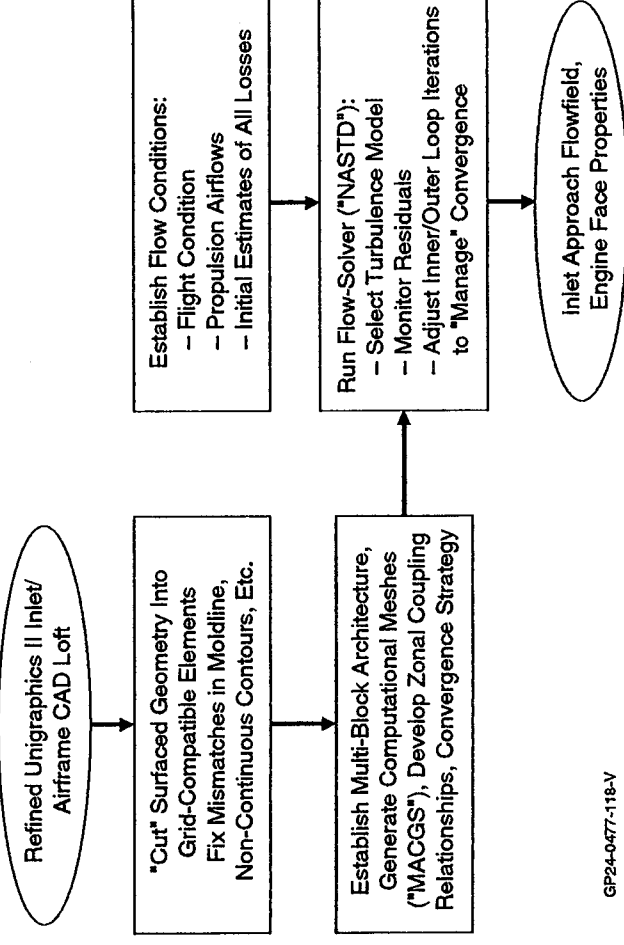 Refined Unigraphics II Inlet/
Airframe CAD Loft
"Cut" Surfaced Geometry Into
Grid-Compatible Elements
Fix Mismatches in Moldline,
Non-Continuous Contours, Etc.
Establish Multi-Block Architecture,
Generate Computational Meshes
("MACGS"), Develop Zonal Coupling
Relationships, Convergence Strategy
Establish Flow Conditions:
– Flight Condition
– Propulsion Airflows
– Initial Estimates of All Losses
Run Flow-Solver ("NASTD"):
– Select Turbulence Model
– Monitor Residuals
– Adjust Inner/Outer Loop Iterations
to "Manage" Convergence
Inlet Approach Flowfield,
Engine Face Properties
GP24-0477-118-V